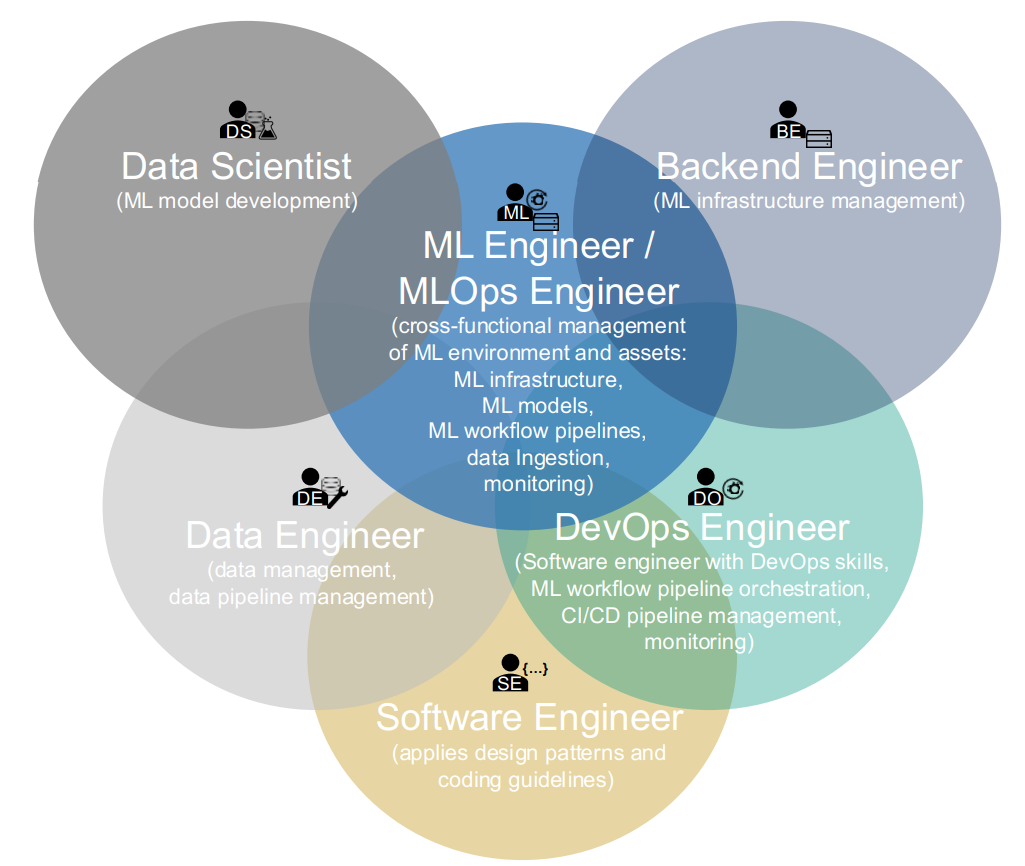 DS
Data Scientist
(ML model development)
BE
Backend Engineer
(ML infrastructure management)
ML
ML Engineer /
MLOps Engineer
(cross-functional management
of ML environment and assets:
ML infrastructure,
ML models,
ML workflow pipelines,
data Ingestion,
monitoring)
DE
Data Engineer
(data management,
data pipeline management)
DO
DevOps Engineer
(Software engineer with DevOps skills,
ML workflow pipeline orchestration,
CI/CD pipeline management,
monitoring)
{...}
SE
Software Engineer
(applies design patterns and
coding guidelines)